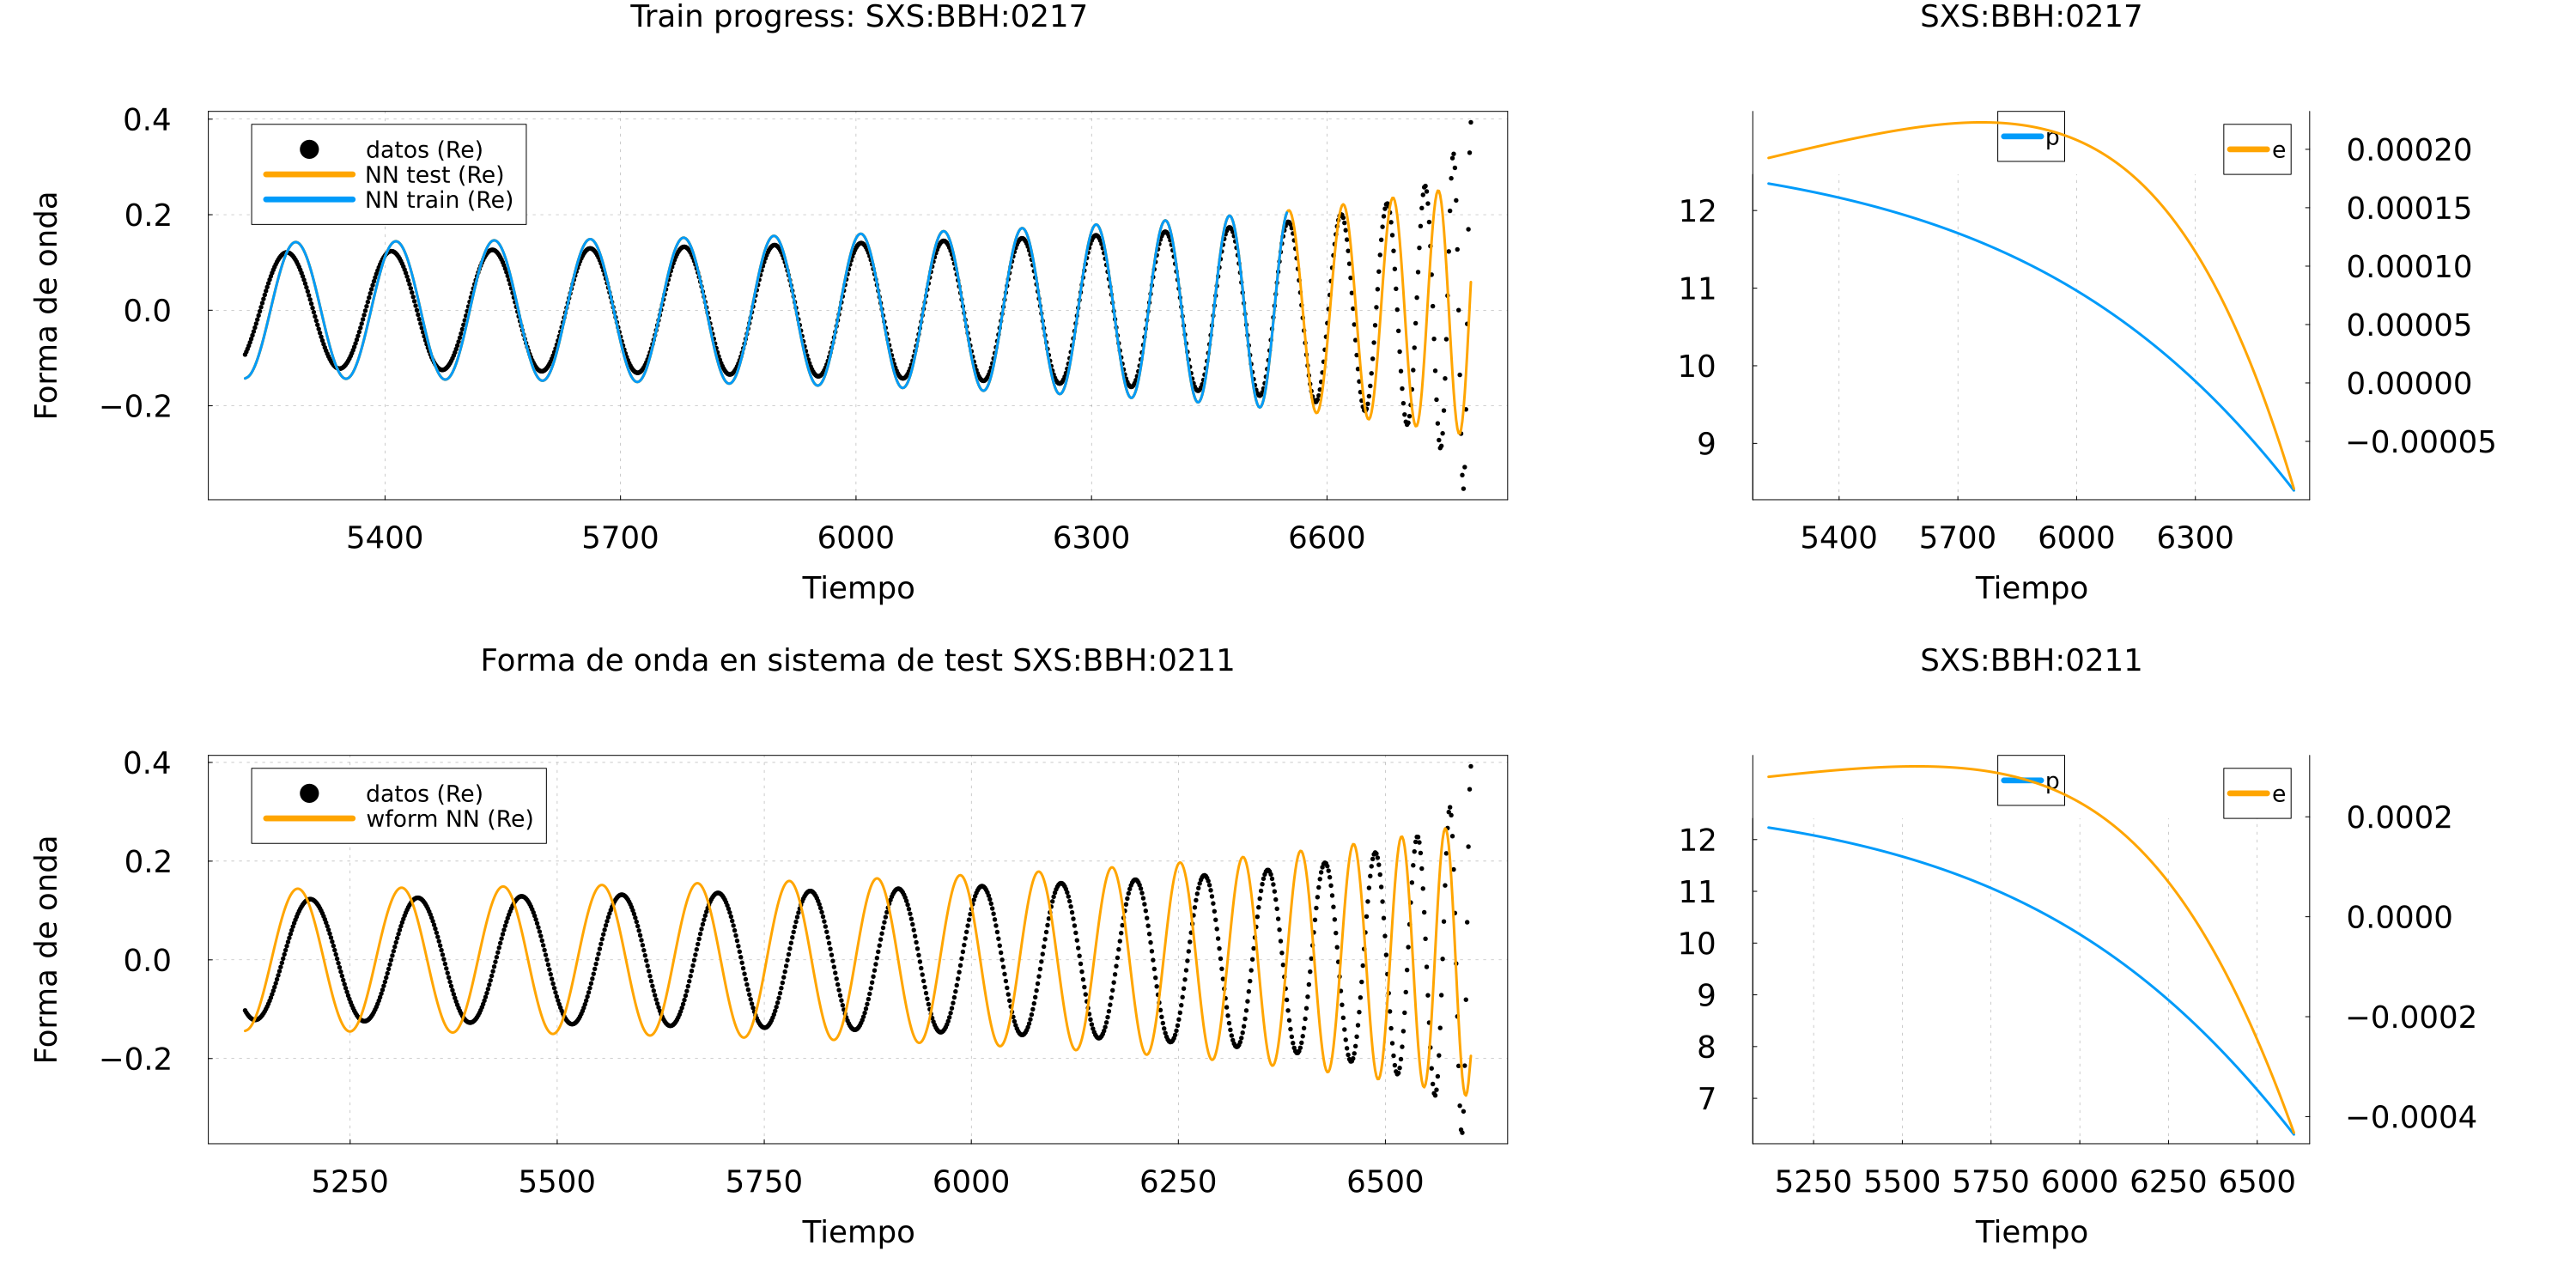 Train progress: SXS:BBH:0217
Forma de onda
0.4
0.2
0.0
−0.2
datos (Re)
NN test (Re)
NN train (Re)
5400 5700 6000 6300 6600
Tiempo
SXS:BBH:0217
12
11
10
9
p
e
0.00020
0.00015
0.00010
0.00005
0.00000
−0.00005
5400 5700 6000 6300
Tiempo
Forma de onda en sistema de test SXS:BBH:0211
Forma de onda
0.4
0.2
0.0
−0.2
datos (Re)
wform NN (Re)
5250 5500 5750 6000 6250 6500
Tiempo
SXS:BBH:0211
12
11
10
9
8
7
p
e
0.0002
0.0000
−0.0002
−0.0004
5250 5500 5750 6000 6250 6500
Tiempo